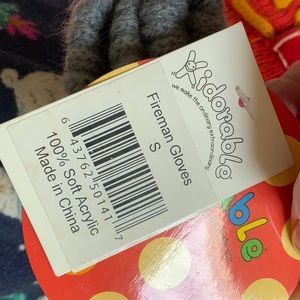 Kidorable
we make the ordinary extraordinary
Fireman Gloves
S
6 43762 50141 7
100% Soft Acrylic
Made in China
ble